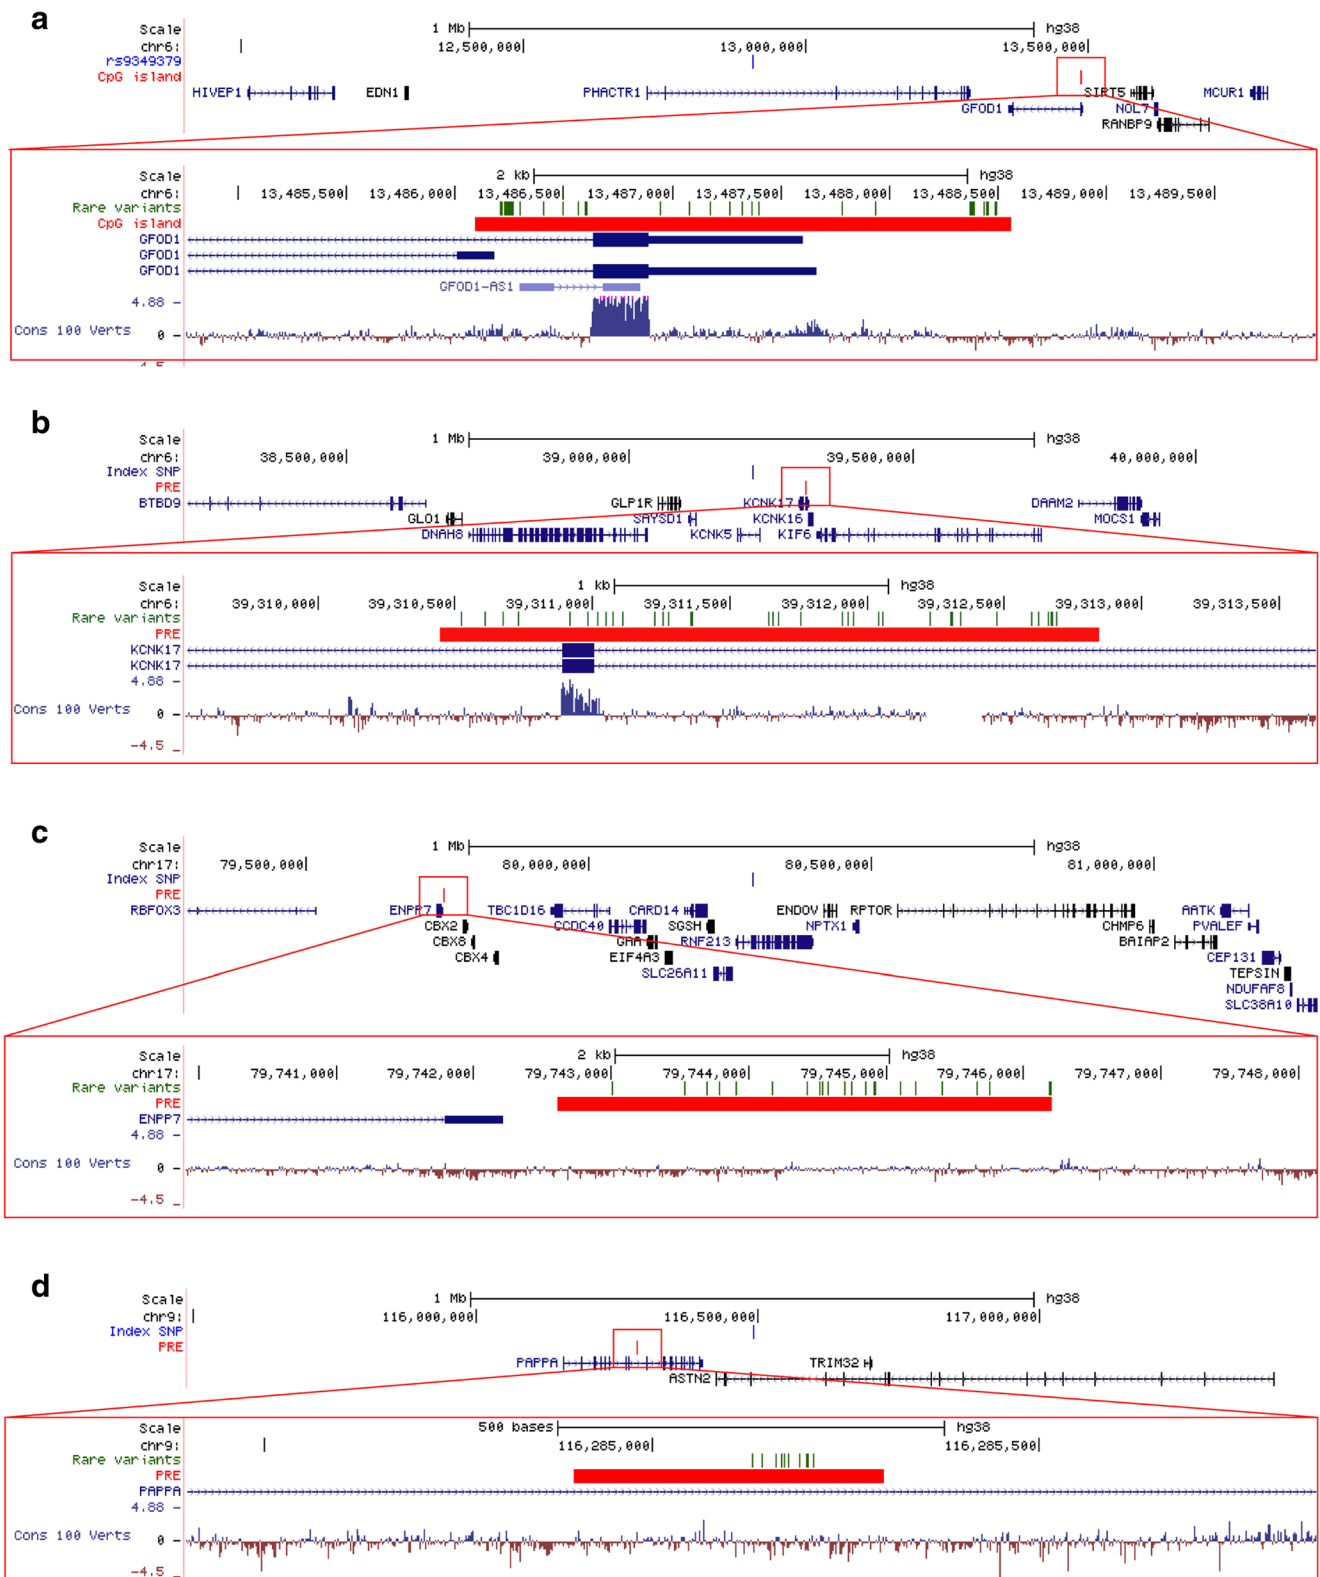 a
Scale 1 Mb hg38
chr6: 12,500,000 13,000,000 13,500,000
rs9349379
CpG island
HIVEP1 EDN1 PHACTR1 SIRT5 MCUR1
GFOD1 NOL7
RANBP9
Scale 2 kb hg38
chr6: 13,485,500 13,486,000 13,486,500 13,487,000 13,487,500 13,488,000 13,488,500 13,489,000 13,489,500
Rare variants
CpG island
GFOD1
GFOD1
GFOD1
GFOD1-AS1
4.88 -
Cons 100 Verts 0 -
b
Scale 1 Mb hg38
chr6: 38,500,000 39,000,000 39,500,000 40,000,000
Index SNP
PRE
BTBD9 GLP1R KCNK17 DAAM2
GLO1 SAYSD1 KCNK16 MOCS1
DNAH8 KCNK5 KIF6
Scale 1 kb hg38
chr6: 39,310,000 39,310,500 39,311,000 39,311,500 39,312,000 39,312,500 39,313,000 39,313,500
Rare variants
PRE
KCNK17
KCNK17
4.88 -
Cons 100 Verts 0 -
-4.5 _
c
Scale 1 Mb hg38
chr17: 79,500,000 80,000,000 80,500,000 81,000,000
Index SNP
PRE
RBFOX3 ENPP7 TBC1D16 CARD14 ENDOV RPTOR AATK
CBX2 CCDC40 SGSH NPTX1 CHMP6 PVALEF
CBX8 GAA RNF213 BAIAP2
CBX4 EIF4A3 CEP131
SLC26A11 TEPSIN
NDUFAF8
SLC38A10
Scale 2 kb hg38
chr17: 79,741,000 79,742,000 79,743,000 79,744,000 79,745,000 79,746,000 79,747,000 79,748,000
Rare variants
PRE
ENPP7
4.88 -
Cons 100 Verts 0 -
-4.5 _
d
Scale 1 Mb hg38
chr9: 116,000,000 116,500,000 117,000,000
Index SNP
PRE
PAPPA TRIM32
ASTN2
Scale 500 bases hg38
chr9: 116,285,000 116,285,500
Rare variants
PRE
PAPPA
4.88 -
Cons 100 Verts 0 -
-4.5 _